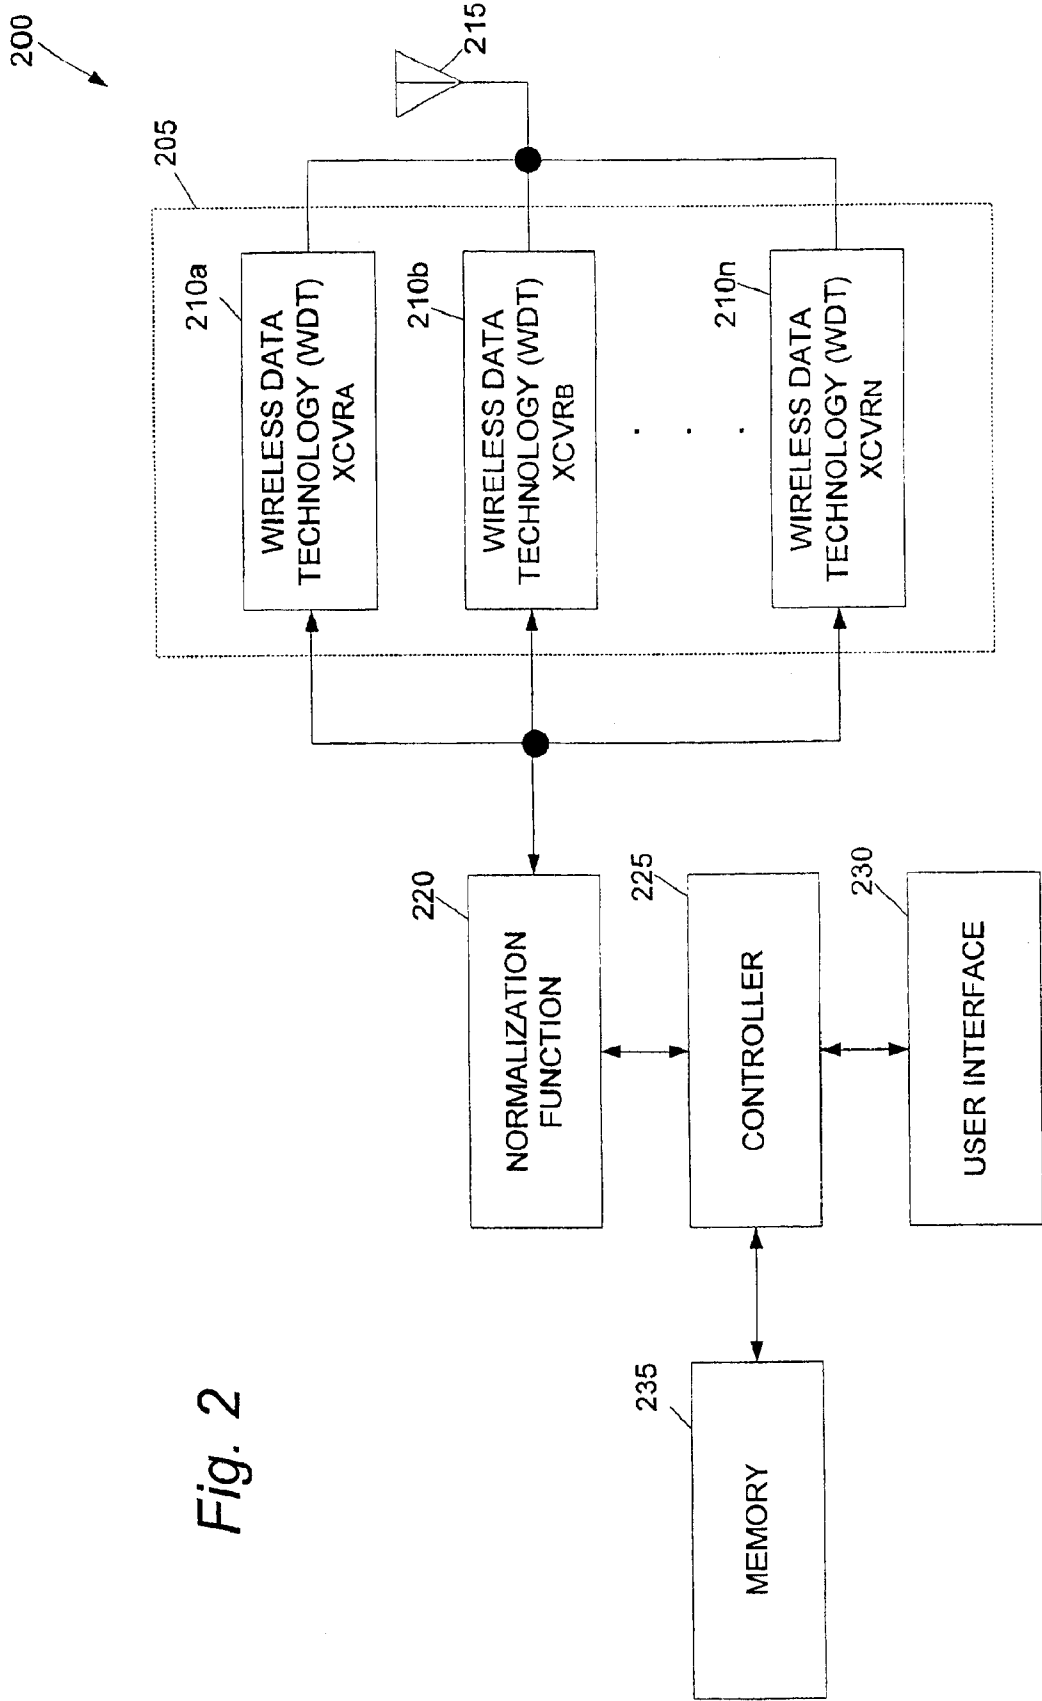 Fig. 2
200
205
215
210a
WIRELESS DATA
TECHNOLOGY (WDT)
XCVRA
210b
WIRELESS DATA
TECHNOLOGY (WDT)
XCVRB
. . .
210n
WIRELESS DATA
TECHNOLOGY (WDT)
XCVRN
220
NORMALIZATION
FUNCTION
225
CONTROLLER
230
USER INTERFACE
235
MEMORY